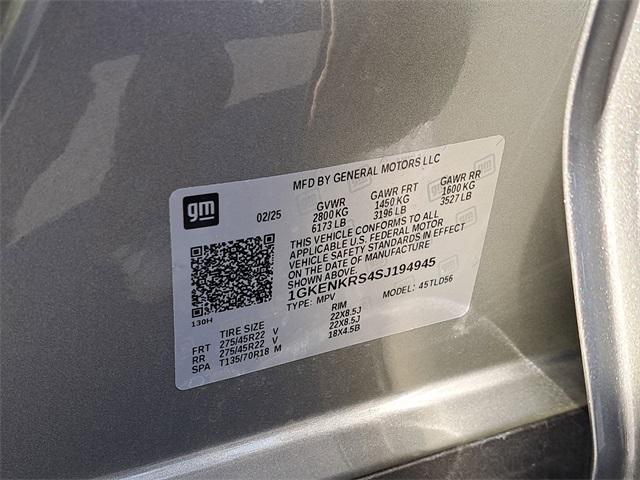 MFD BY GENERAL MOTORS LLC
gm
02/25
GVWR GAWR FRT GAWR RR
2800 KG 1450 KG 1600 KG
6173 LB 3196 LB 3527 LB
THIS VEHICLE CONFORMS TO ALL
APPLICABLE U.S. FEDERAL MOTOR
VEHICLE SAFETY STANDARDS IN EFFECT
ON THE DATE OF MANUFACTURE
SHOWN ABOVE.
1GKENKRS4SJ194945
TYPE: MPV MODEL: 45TLD56
130H
TIRE SIZE RIM
FRT 275/45R22 V 22X8.5J
RR 275/45R22 V 22X8.5J
SPA T135/70R18 M 18X4.5B